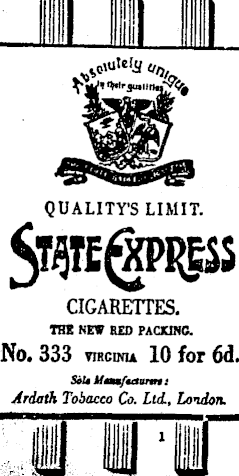 Absolutely unique
in their qualities
QUALITY'S LIMIT.
STATE EXPRESS
CIGARETTES.
THE NEW RED PACKING.
No. 333 VIRGINIA 10 for 6d.
Sole Manufacturers:
Ardath Tobacco Co. Ltd., London.
1